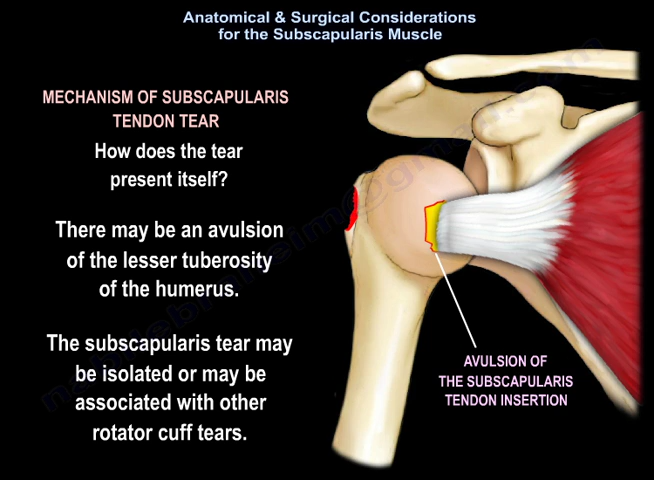 Anatomical & Surgical Considerations
for the Subscapularis Muscle
MECHANISM OF SUBSCAPULARIS
TENDON TEAR
How does the tear
present itself?
There may be an avulsion
of the lesser tuberosity
of the humerus.
The subscapularis tear may
be isolated or may be
associated with other
rotator cuff tears.
AVULSION OF
THE SUBSCAPULARIS
TENDON INSERTION